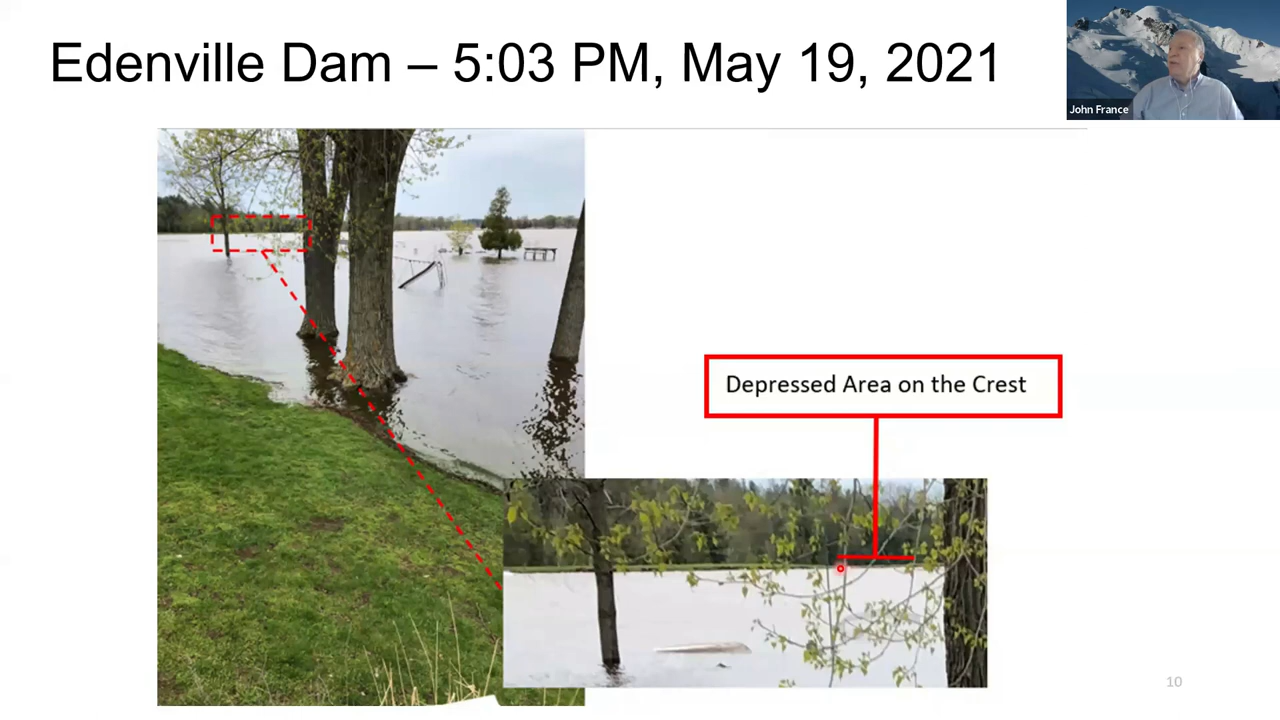 Edenville Dam – 5:03 PM, May 19, 2021
John France
Depressed Area on the Crest
10